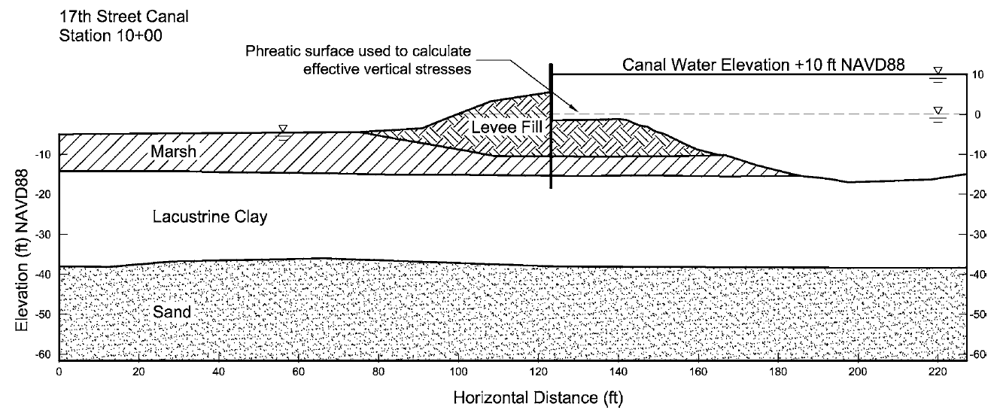 17th Street Canal
Station 10+00
Phreatic surface used to calculate
effective vertical stresses
Canal Water Elevation +10 ft NAVD88
10
0
-10
-20
-30
-40
-50
-60
Levee Fill
Marsh
Lacustrine Clay
Sand
Elevation (ft) NAVD88
-10
-20
-30
-40
-50
-60
0 20 40 60 80 100 120 140 160 180 200 220
Horizontal Distance (ft)